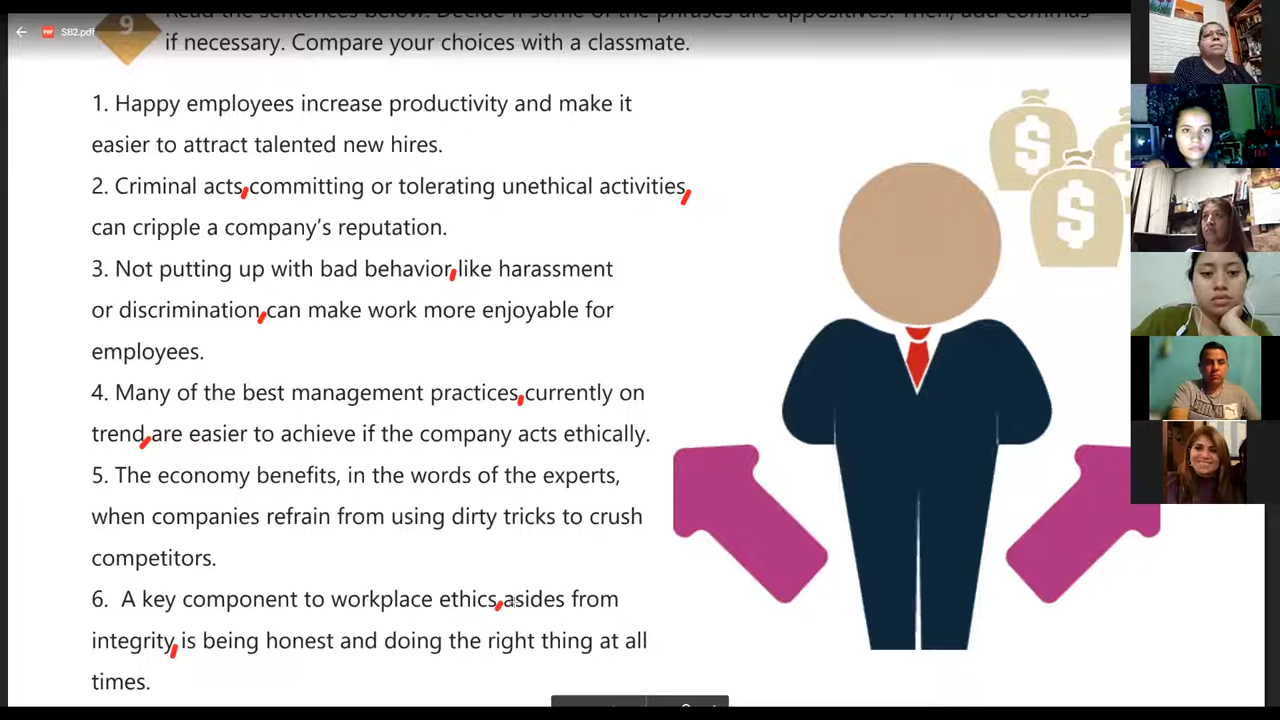 Read the sentences below. Decide if some of the phrases are appositives. Then, add commas
9
SB2.pdf
if necessary. Compare your choices with a classmate.
1. Happy employees increase productivity and make it
easier to attract talented new hires.
2. Criminal acts, committing or tolerating unethical activities,
can cripple a company's reputation.
3. Not putting up with bad behavior, like harassment
or discrimination, can make work more enjoyable for
employees.
4. Many of the best management practices, currently on
trend, are easier to achieve if the company acts ethically.
5. The economy benefits, in the words of the experts,
when companies refrain from using dirty tricks to crush
competitors.
6. A key component to workplace ethics, asides from
integrity, is being honest and doing the right thing at all
times.
$
$